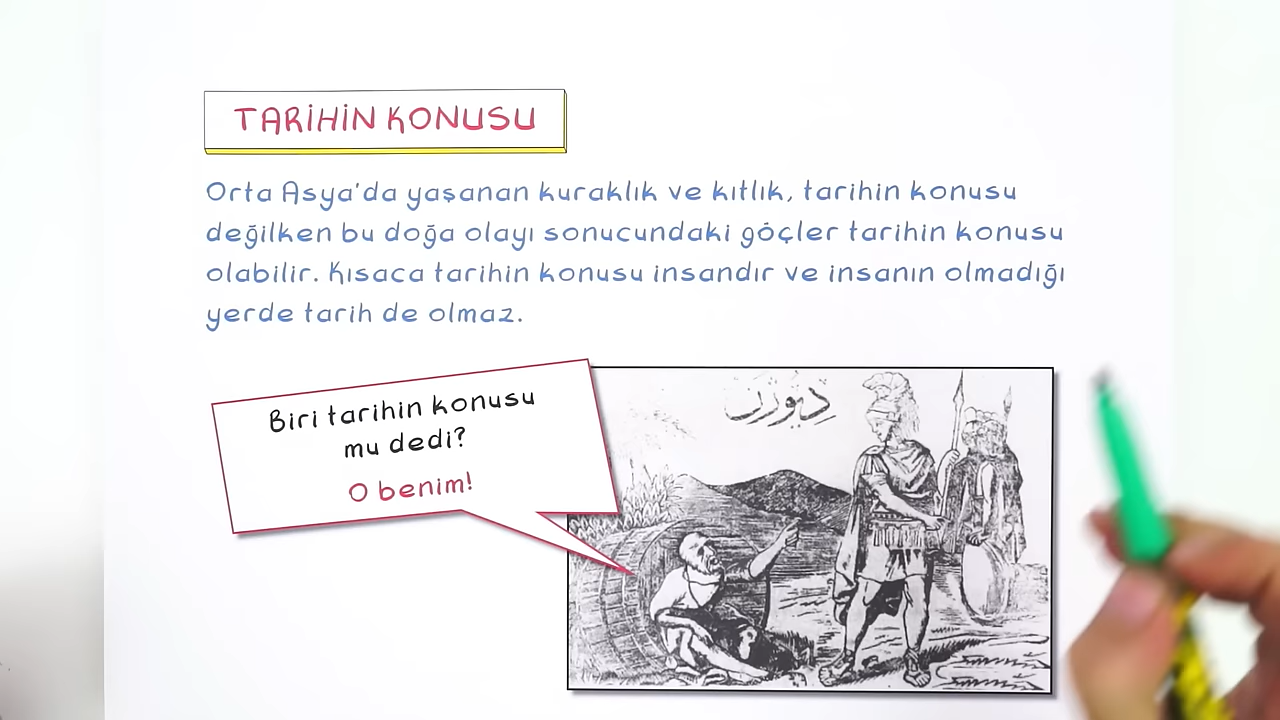 TARİHİN KONUSU
Orta Asya'da yaşanan kuraklık ve kıtlık, tarihin konusu
değilken bu doğa olayı sonucundaki göçler tarihin konusu
olabilir. Kısaca tarihin konusu insandır ve insanın olmadığı
yerde tarih de olmaz.
Biri tarihin konusu
mu dedi?
O benim!